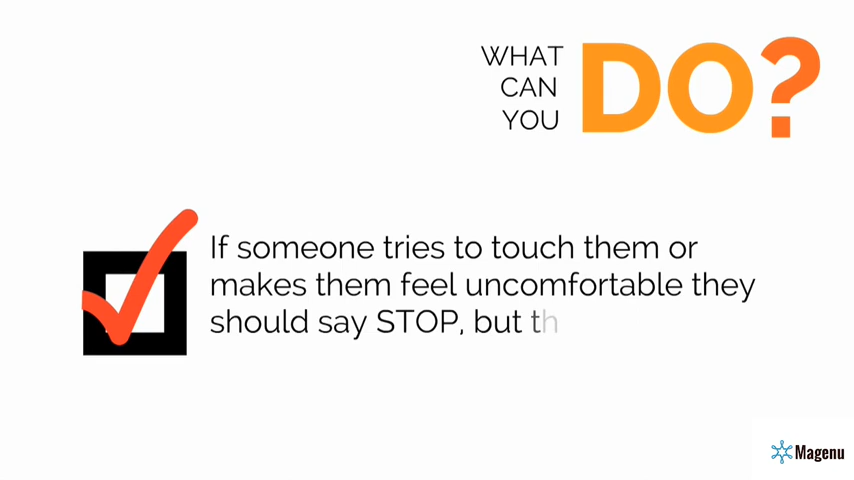 WHAT
CAN
YOU
DO?
If someone tries to touch them or
makes them feel uncomfortable they
should say STOP, but th
Magenu